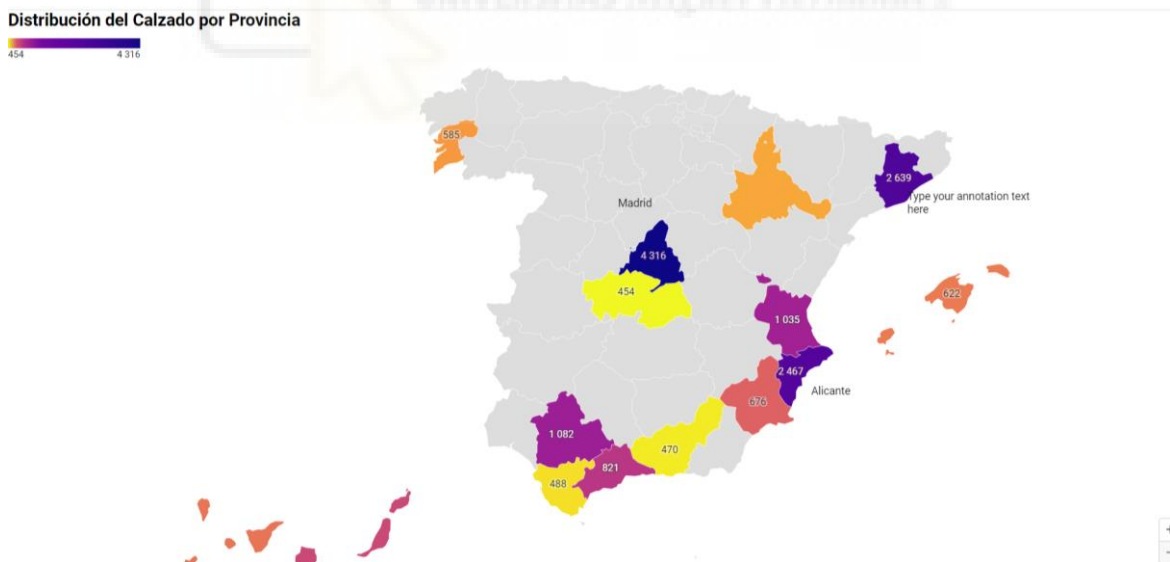 Distribución del Calzado por Provincia
454 4 316
585
2 639
Type your annotation text
here
Madrid
4 316
454
622
1 035
2 467
Alicante
676
1 082
470
821
488